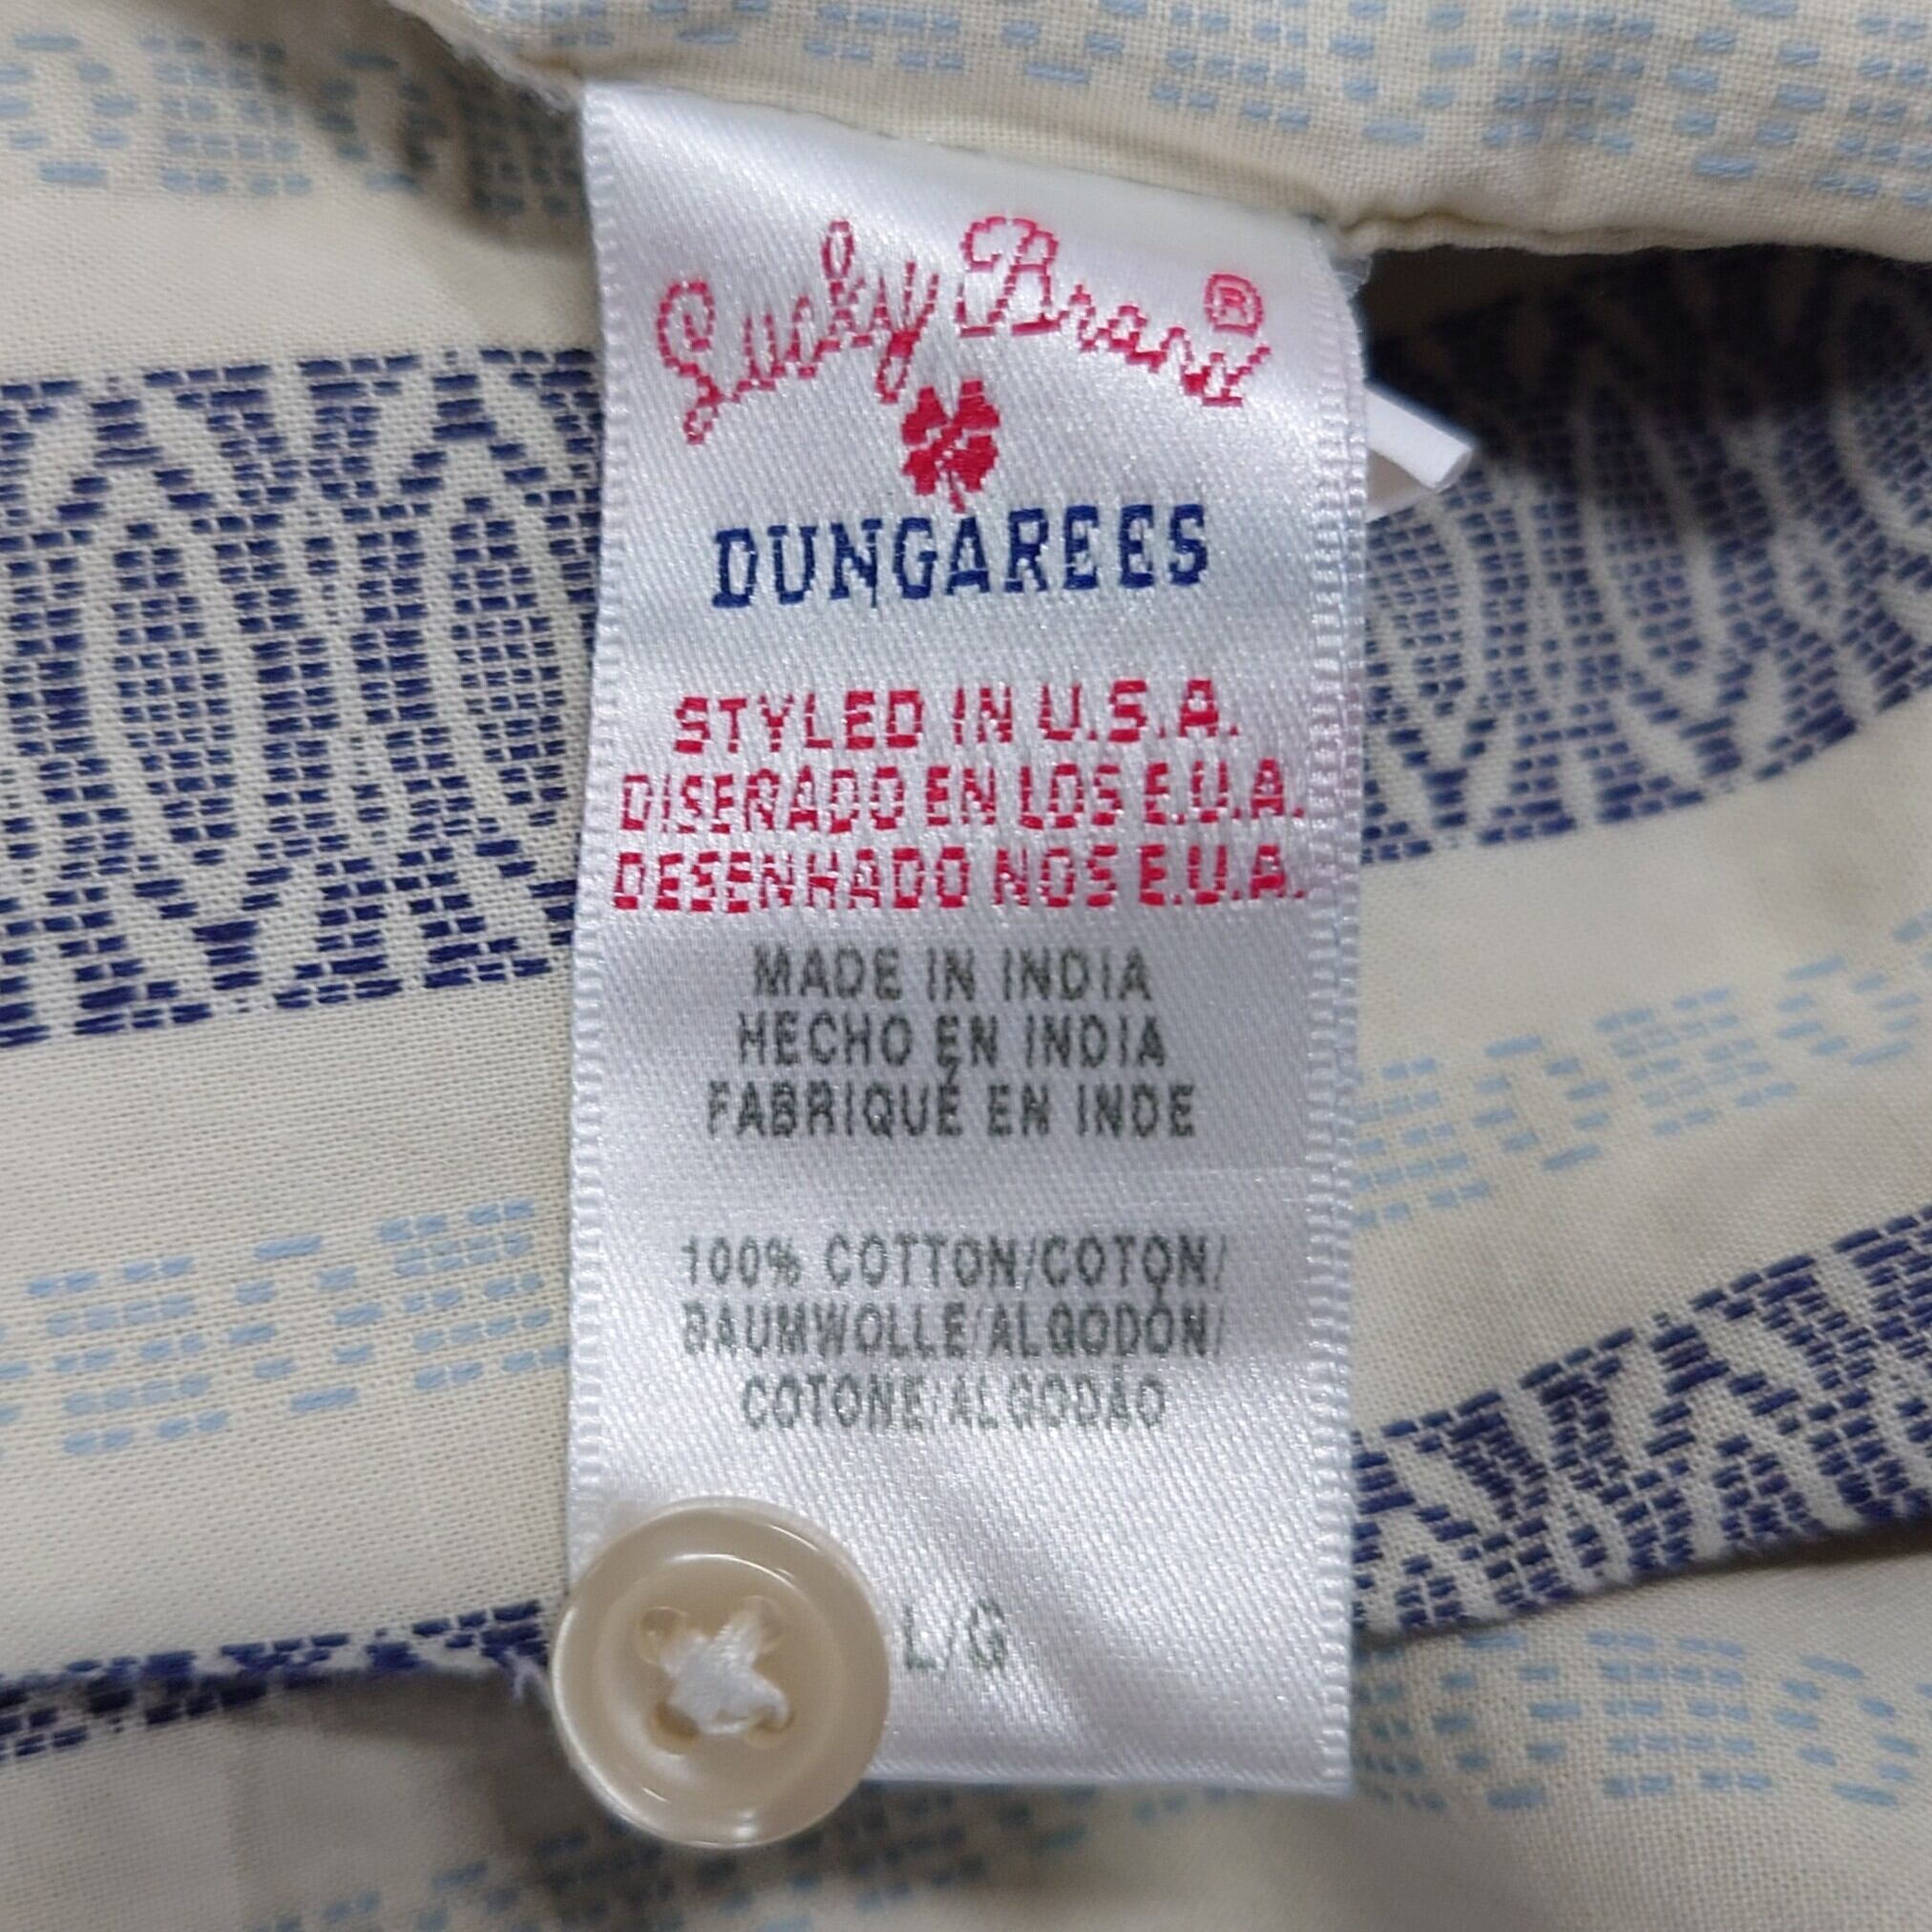 Lucky Brand®
DUNGAREES
STYLED IN U.S.A.
DISEÑADO EN LOS E.U.A.
DESENHADO NOS E.U.A.
MADE IN INDIA
HECHO EN INDIA
FABRIQUÉ EN INDE
100% COTTON/COTON/
BAUMWOLLE/ALGODÓN/
COTONE/ALGODÃO
L/G